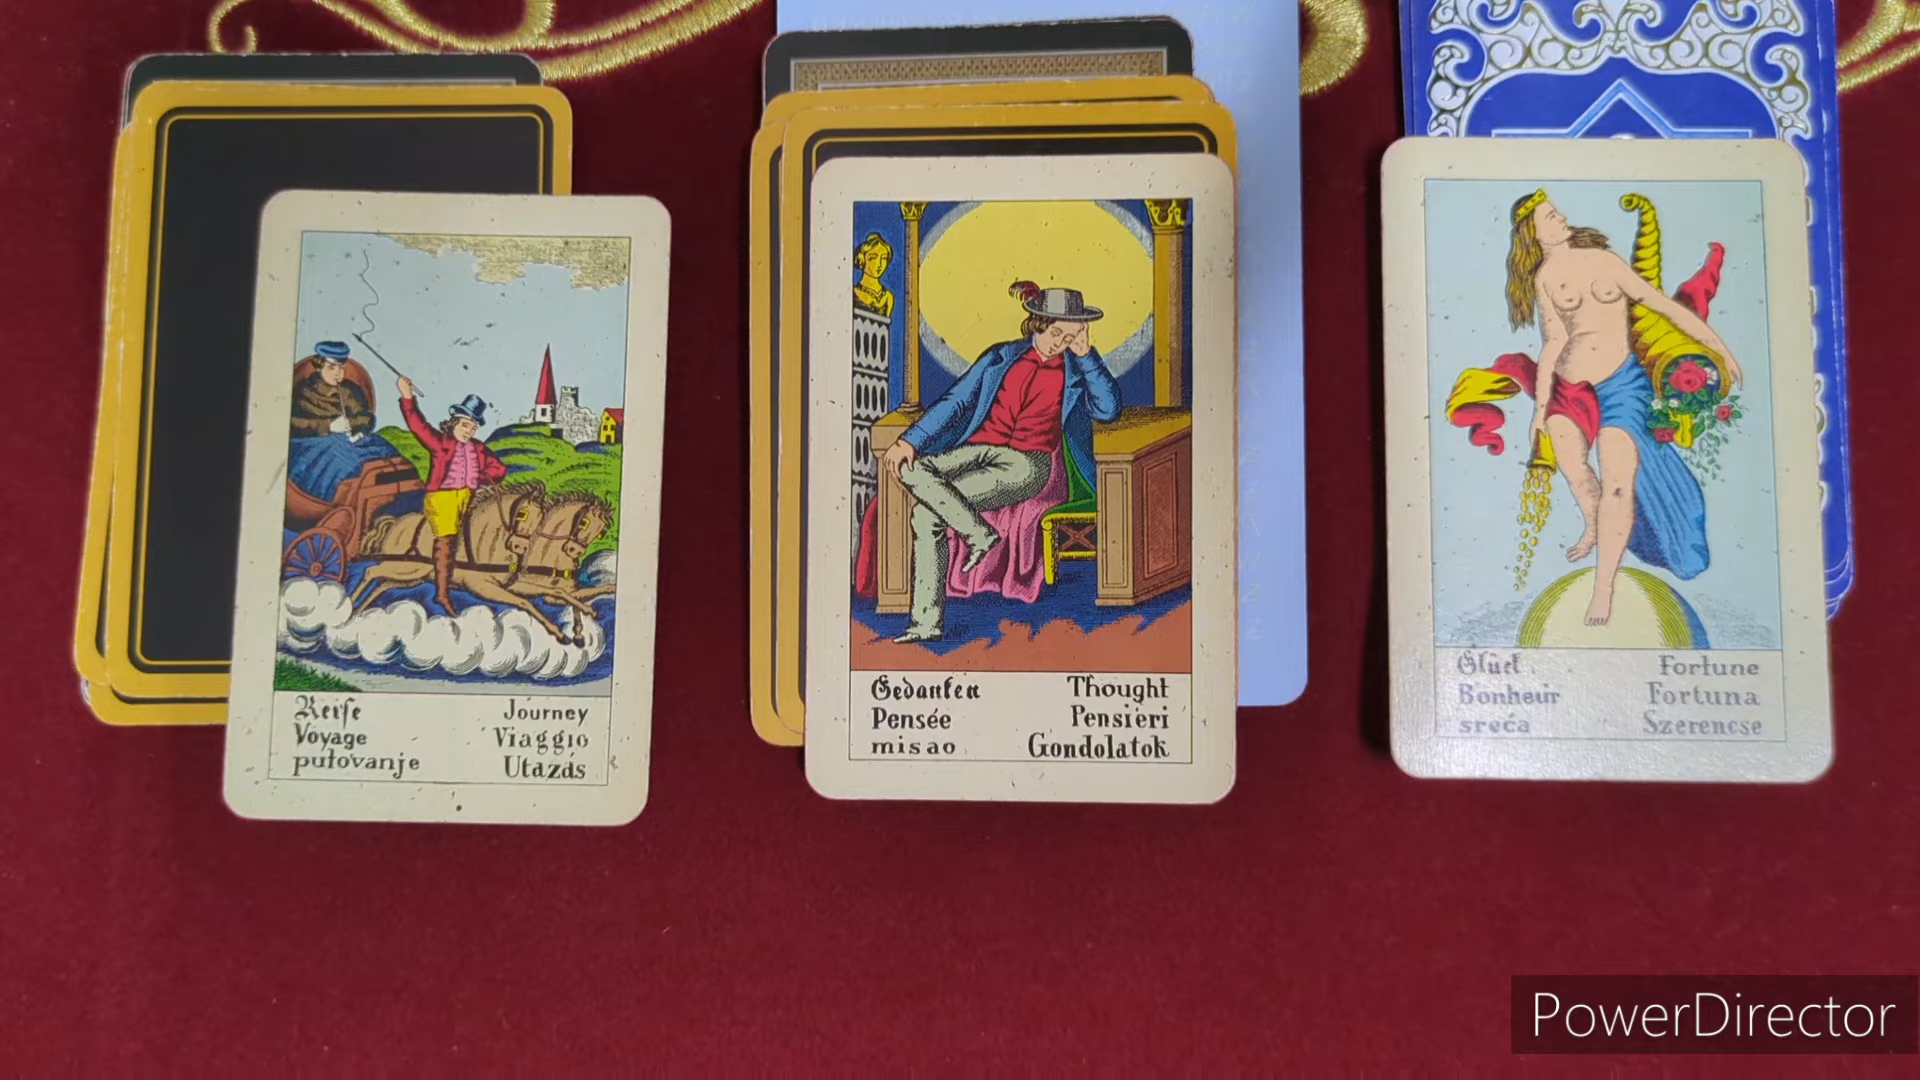 Reise Journey
Voyage Viaggio
putovanje Utazás
Gedanken Thought
Pensée Pensieri
misao Gondolatok
Glück Fortune
Bonheur Fortuna
sreća Szerencse
PowerDirector